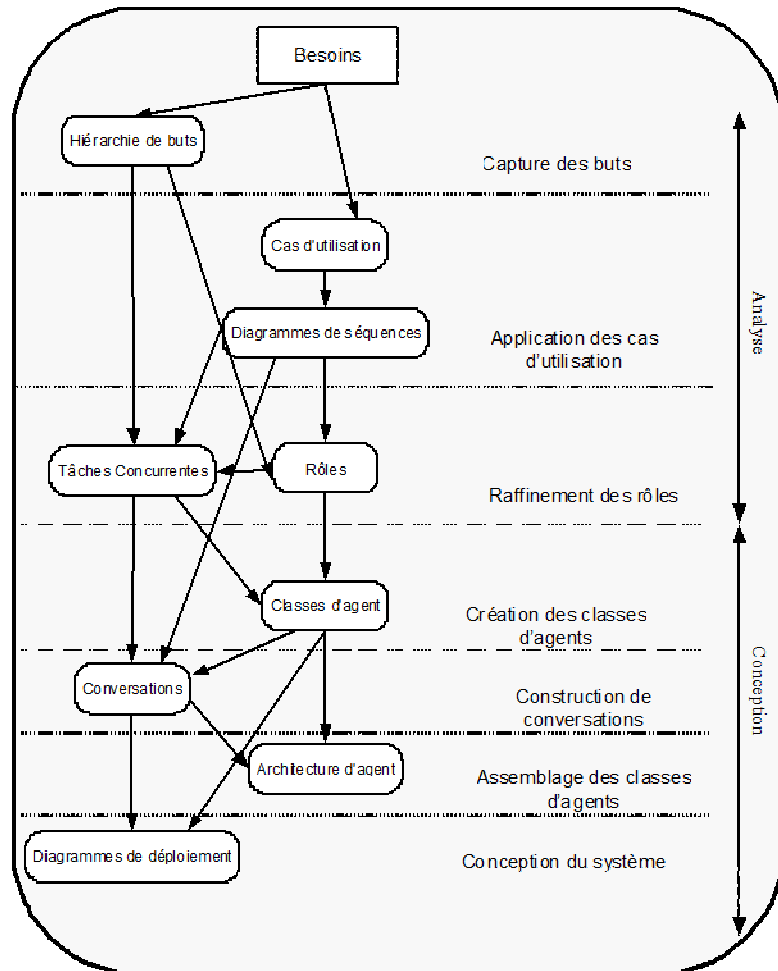 Besoins
Hiérarchie de buts
Capture des buts
Cas d'utilisation
Diagrammes de séquences
Application des cas
d'utilisation
Analyse
Tâches Concurrentes
Rôles
Raffinement des rôles
Classes d'agent
Création des classes
d'agents
Conversations
Construction de
conversations
Conception
Architecture d'agent
Assemblage des classes
d'agents
Diagrammes de déploiement
Conception du système